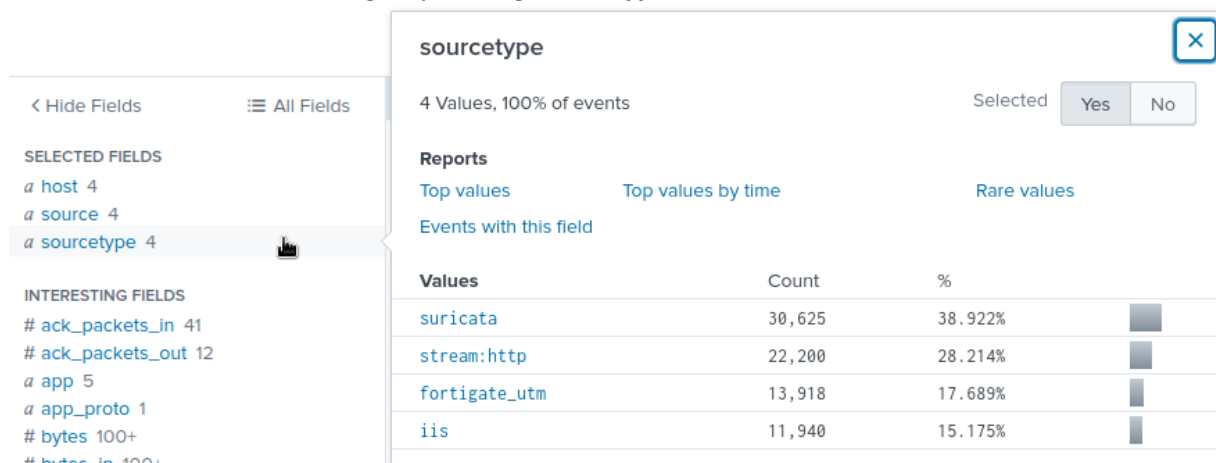 sourcetype
< Hide Fields
All Fields
4 Values, 100% of events
Selected
Yes
No
SELECTED FIELDS
a host 4
a source 4
a sourcetype 4
Reports
Top values
Top values by time
Rare values
Events with this field
INTERESTING FIELDS
# ack_packets_in 41
# ack_packets_out 12
a app 5
a app_proto 1
# bytes 100+
Values Count %
suricata 30,625 38.922%
stream:http 22,200 28.214%
fortigate_utm 13,918 17.689%
iis 11,940 15.175%